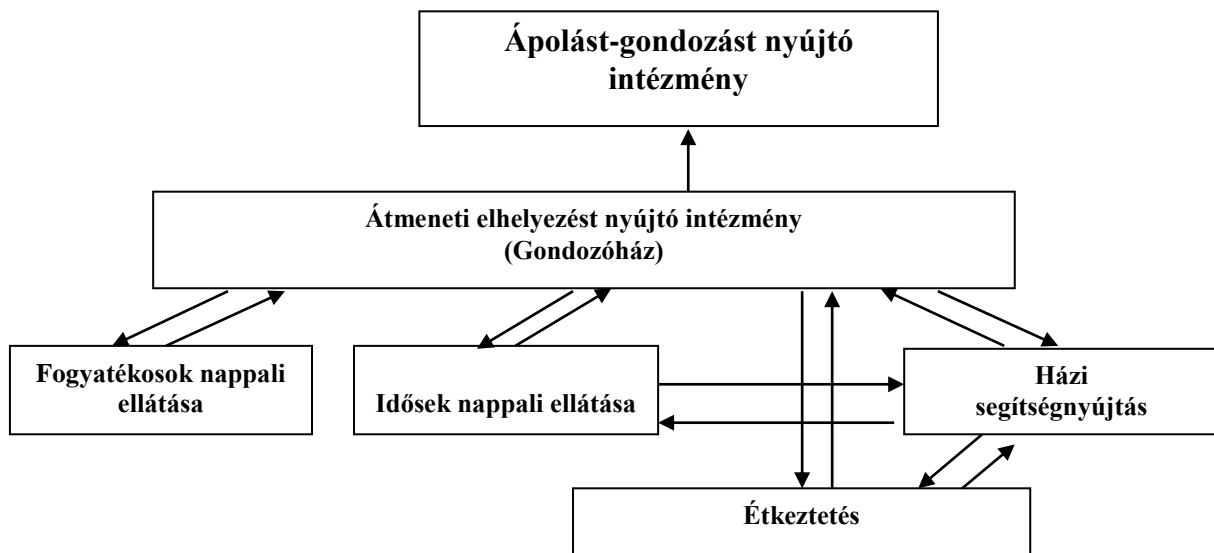 Ápolást-gondozást nyújtó
intézmény
Átmeneti elhelyezést nyújtó intézmény
(Gondozóház)
Fogyatékosok nappali
ellátása
Idősek nappali ellátása
Házi
segítségnyújtás
Étkeztetés